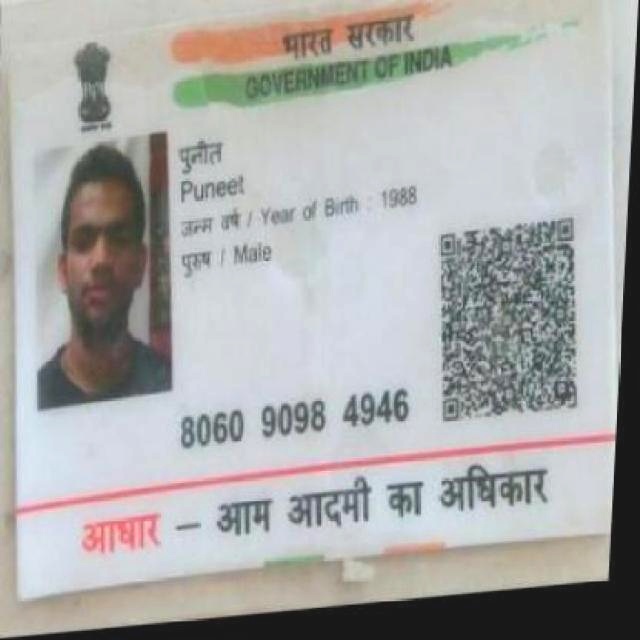 भारत सरकार
GOVERNMENT OF INDIA
पुनीत
Puneet
जन्म वर्ष / Year of Birth : 1988
पुरुष / Male
8060 9098 4946
आधार – आम आदमी का अधिकार